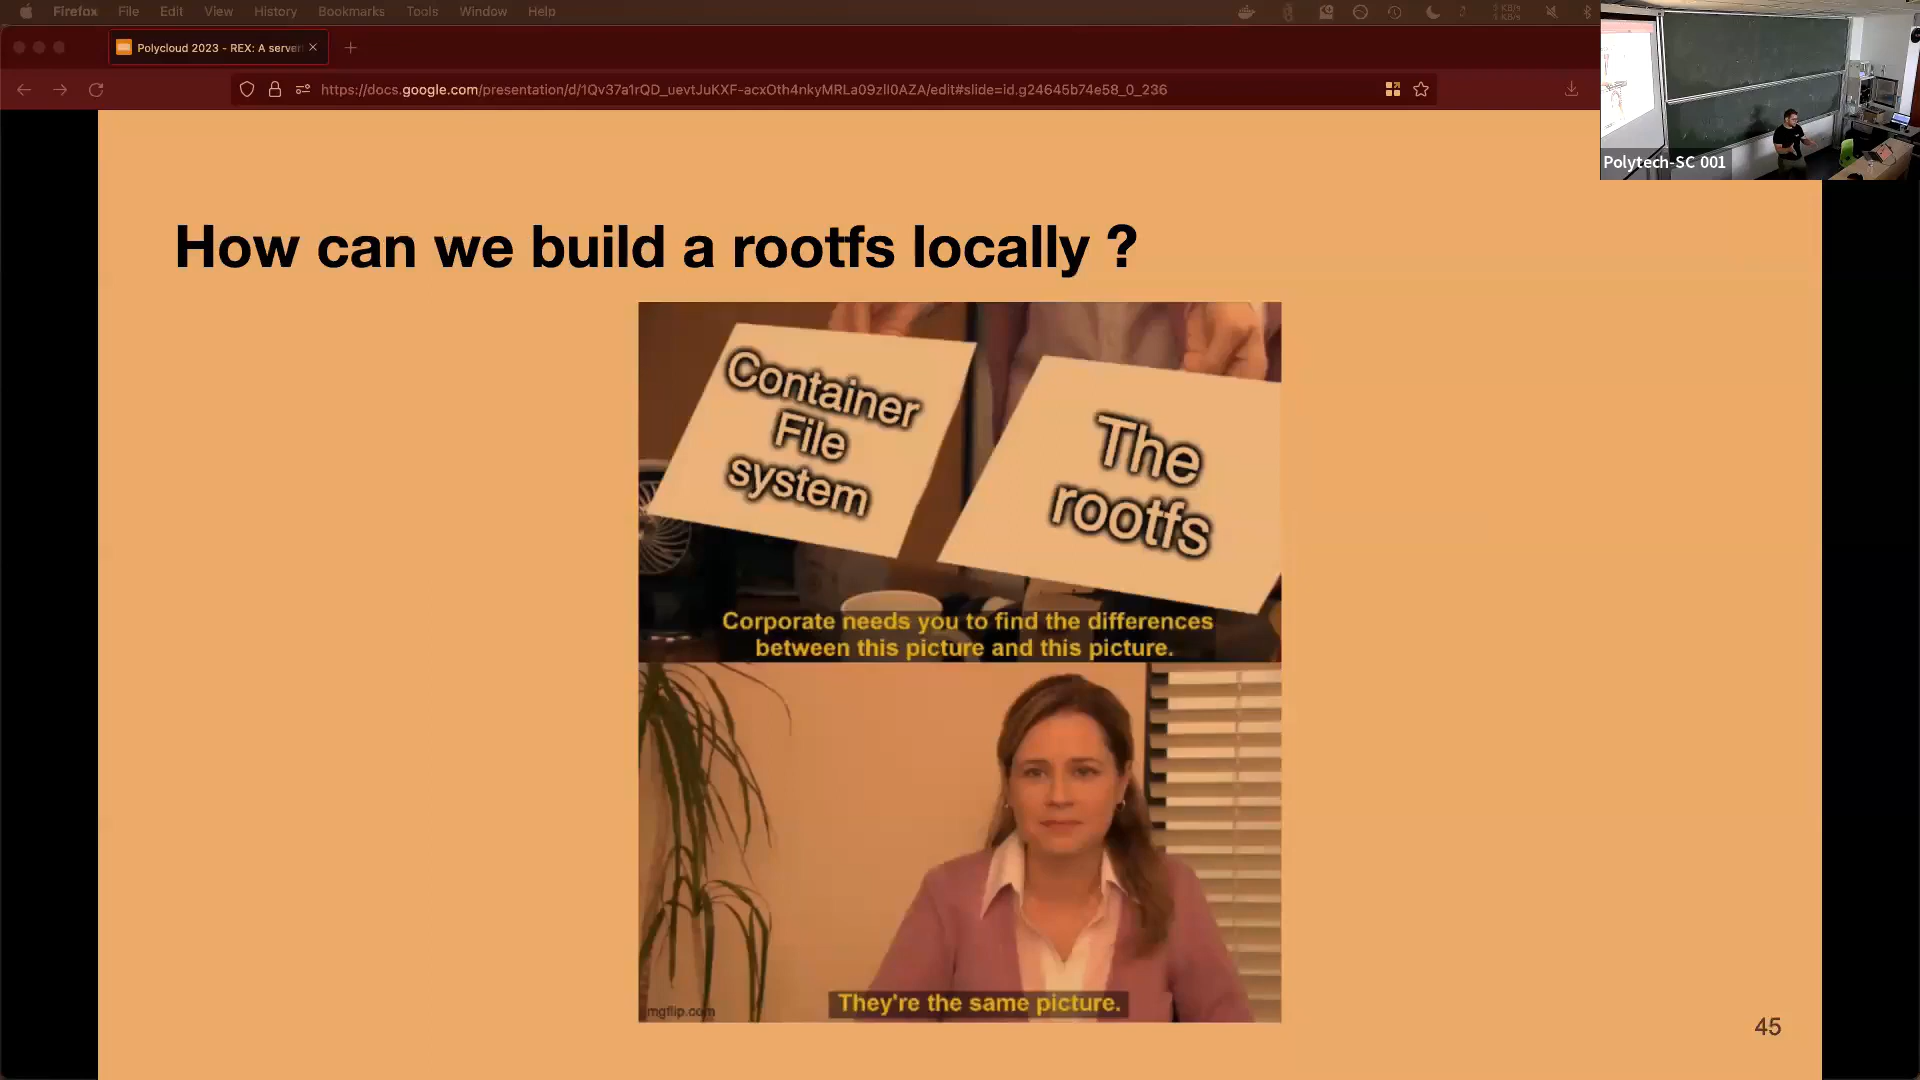 Firefox File Edit View History Bookmarks Tools Window Help
Polycloud 2023 - REX: A server
https://docs.google.com/presentation/d/1Qv37a1rQD_uevtJuKXF-acxOth4nkyMRLa09zlI0AZA/edit#slide=id.g24645b74e58_0_236
Polytech-SC 001
How can we build a rootfs locally ?
Container
File
system
The
rootfs
Corporate needs you to find the differences
between this picture and this picture.
They're the same picture.
imgflip.com
45